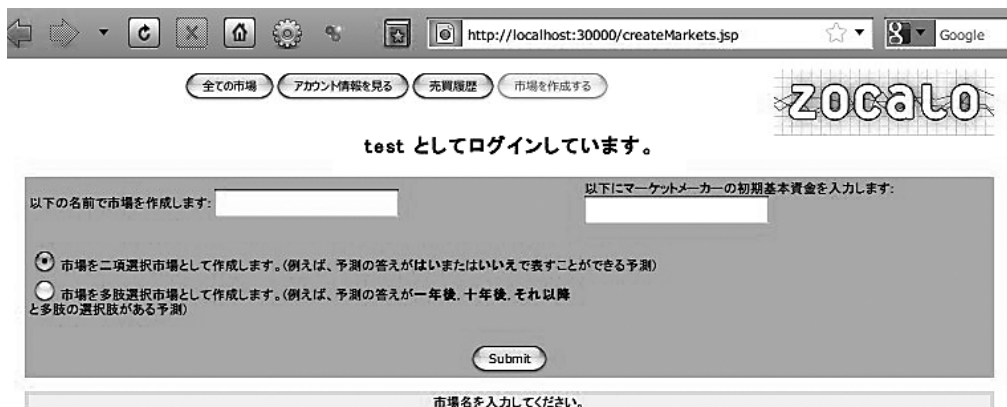 http://localhost:30000/createMarkets.jsp
Google
全ての市場 アカウント情報を見る 売買履歴 市場を作成する
zocalo
test としてログインしています。
以下の名前で市場を作成します:
以下にマーケットメーカーの初期基本資金を入力します:
市場を二項選択市場として作成します。(例えば、予測の答えがはいまたはいいえで表すことができる予測)
市場を多肢選択市場として作成します。(例えば、予測の答えが一年後, 十年後, それ以降
と多肢の選択肢がある予測)
Submit
市場名を入力してください。